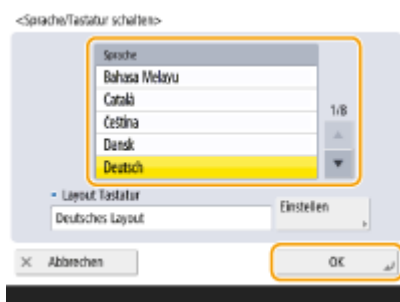 <Sprache/Tastatur schalten>
Sprache
Bahasa Melayu
Català
Čeština
1/8
Dansk
Deutsch
Layout Tastatur
Deutsches Layout
Einstellen
Abbrechen
OK